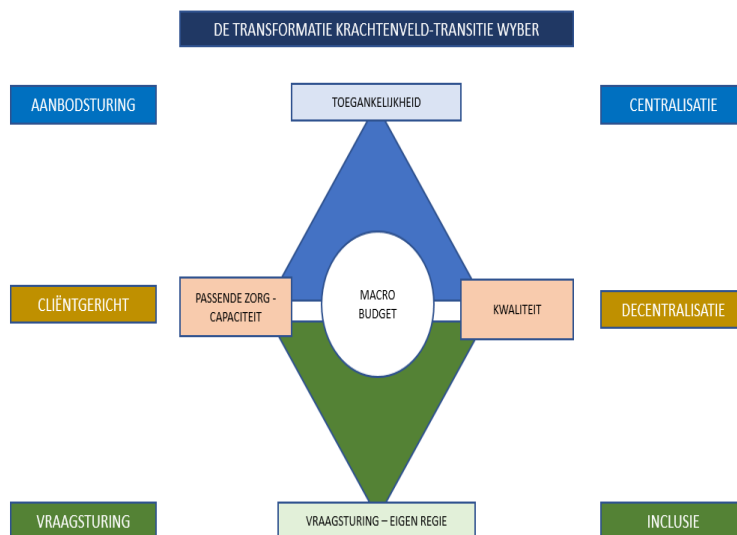 DE TRANSFORMATIE KRACHTENVELD-TRANSITIE WYBER
AANBODSTURING
TOEGANKELIJKHEID
CENTRALISATIE
CLIËNTGERICHT
PASSENDE ZORG -
CAPACITEIT
MACRO
BUDGET
KWALITEIT
DECENTRALISATIE
VRAAGSTURING
VRAAGSTURING – EIGEN REGIE
INCLUSIE